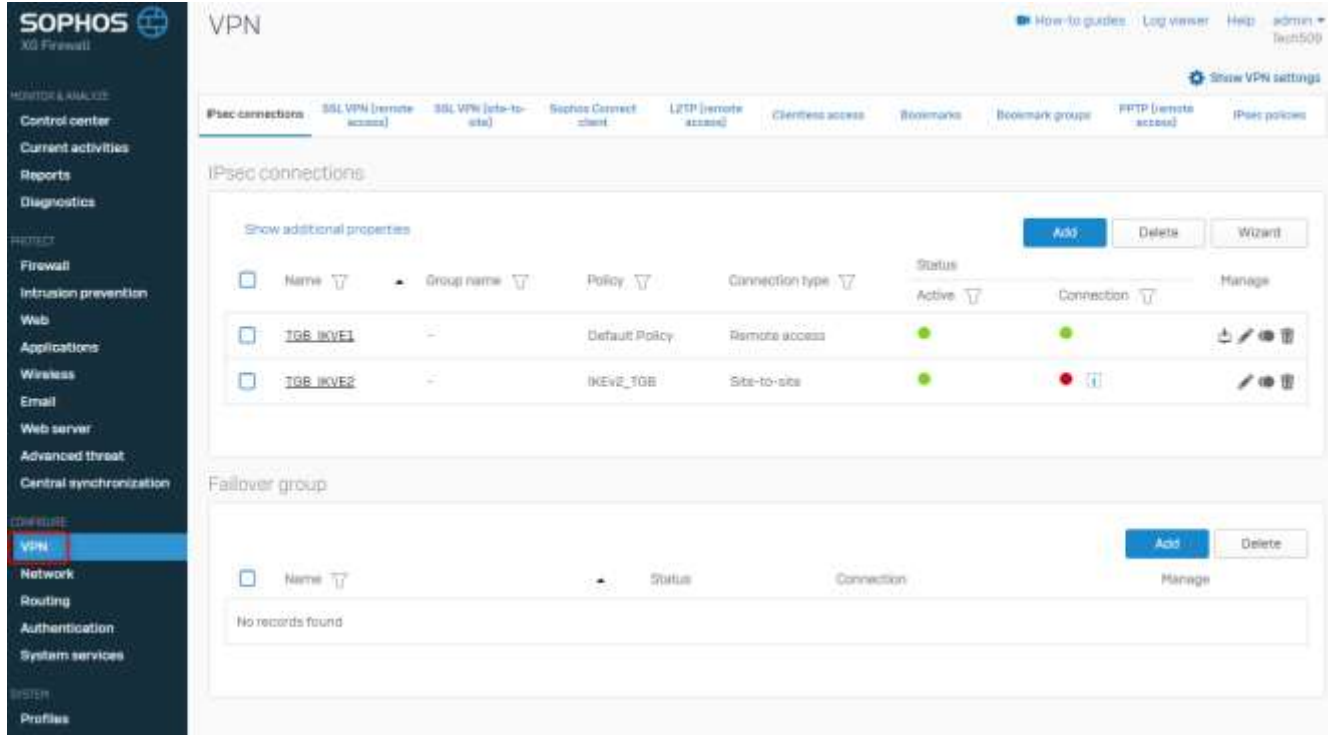 SOPHOS
XG Firewall
VPN
How-to guides Log viewer Help admin
Show VPN settings
MONITOR & ANALYZE
Control center
Current activities
Reports
Diagnostics
PROTECT
Firewall
Intrusion prevention
Web
Applications
Wireless
Email
Web server
Advanced threat
Central synchronization
CONFIGURE
VPN
Network
Routing
Authentication
System services
SYSTEM
Profiles
IPsec connections
SSL VPN (remote
access)
SSL VPN (site-to-
site)
Sophos Connect
client
L2TP (remote
access)
Clientless access
Bookmarks
Bookmark groups
PPTP (remote
access)
IPsec policies
IPsec connections
Show additional properties
Add Delete Wizard
Status
Name Group name Policy Connection type Manage
Active Connection
TGB_IKVE1 - Default Policy Remote access
TGB_IKVE2 - IKEv2_TGB Site-to-site
Failover group
Add Delete
Name Status Connection Manage
No records found